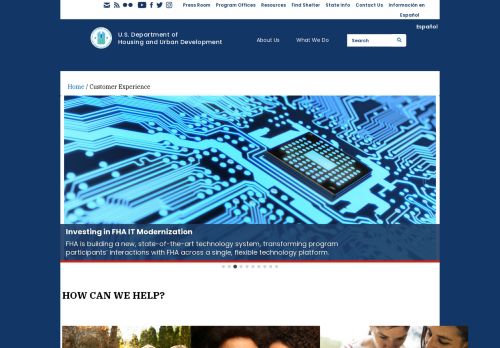 Press Room Program Offices Resources Find Shelter State Info Contact Us Información en Español
Español
U.S. Department of
Housing and Urban Development
About Us What We Do
Search
Home / Customer Experience
Investing in FHA IT Modernization
FHA is building a new, state-of-the-art technology system, transforming program
participants' interactions with FHA across a single, flexible technology platform.
HOW CAN WE HELP?